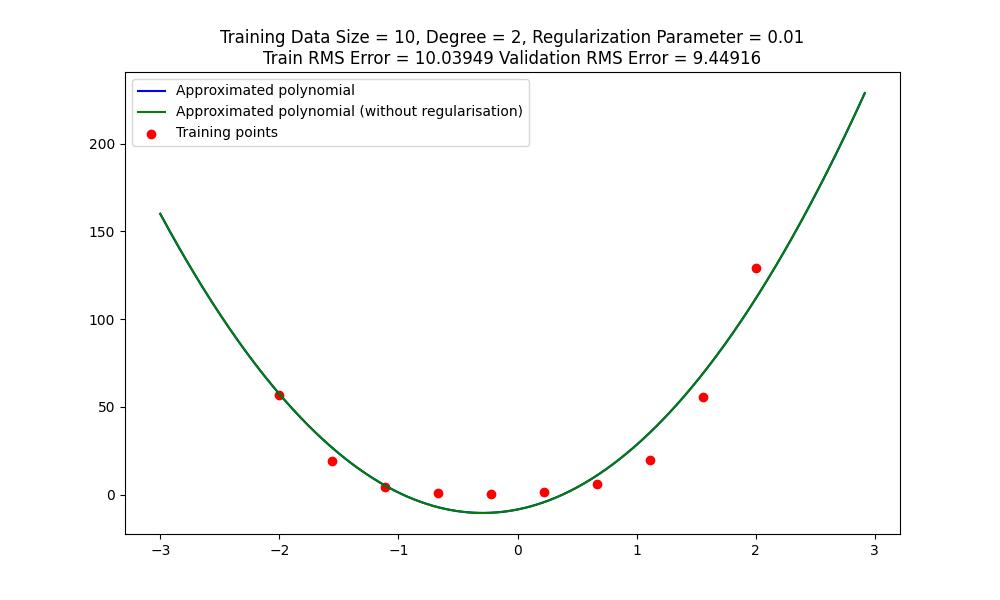 Training Data Size = 10, Degree = 2, Regularization Parameter = 0.01
Train RMS Error = 10.03949 Validation RMS Error = 9.44916
Approximated polynomial
Approximated polynomial (without regularisation)
Training points
200
150
100
50
0
−3
−2
−1
0
1
2
3